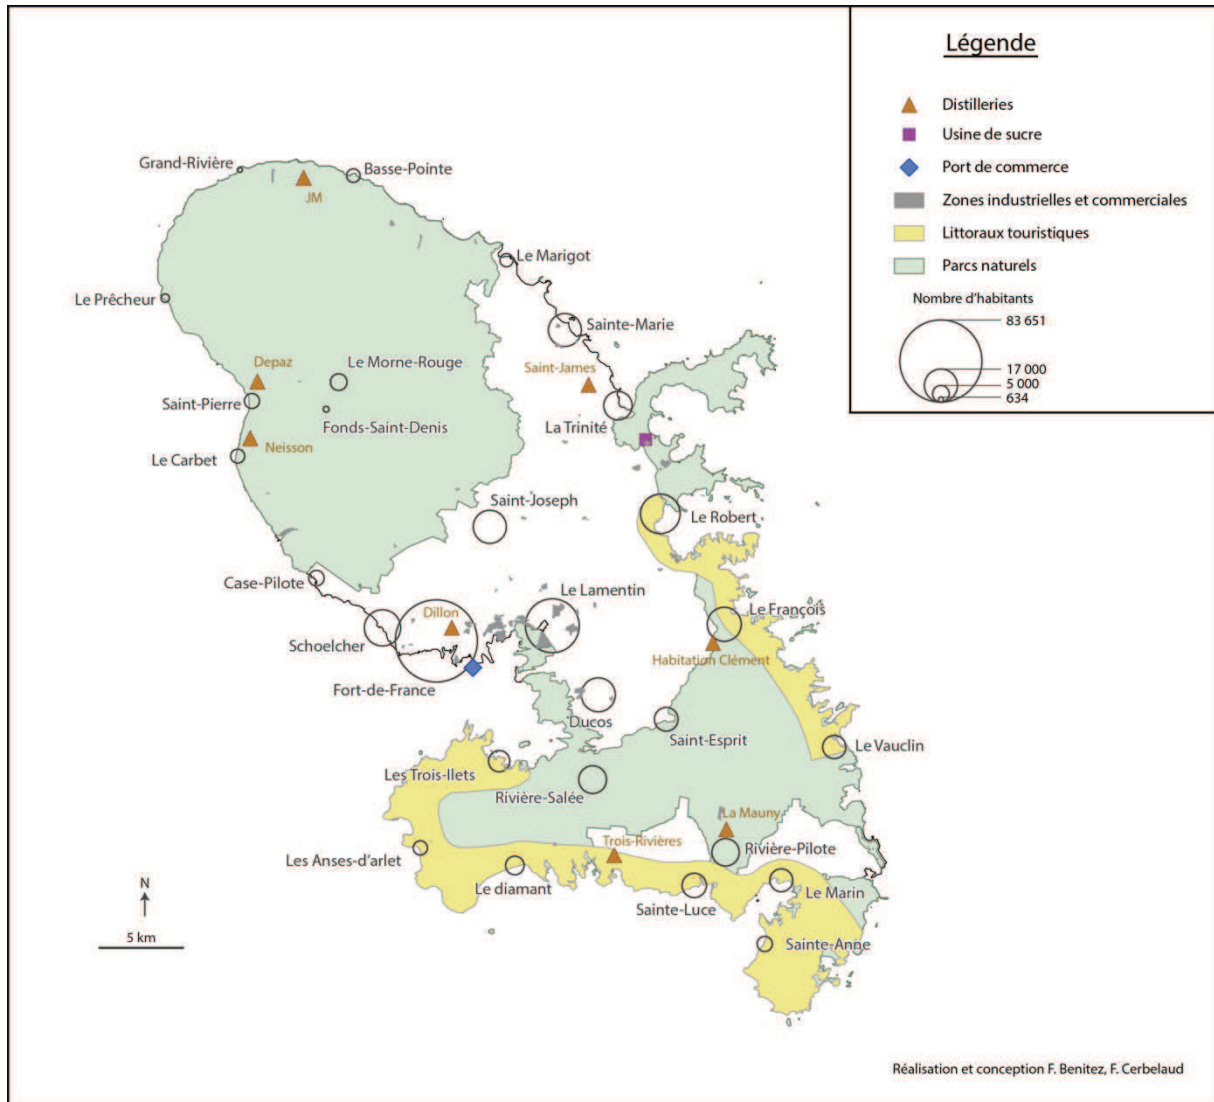 Légende
Distilleries
Usine de sucre
Port de commerce
Zones industrielles et commerciales
Littoraux touristiques
Parcs naturels
Nombre d'habitants
83 651
17 000
5 000
634
Grand-Rivière
Basse-Pointe
JM
Le Marigot
Le Prêcheur
Sainte-Marie
Depaz
Le Morne-Rouge
Saint-James
Saint-Pierre
Fonds-Saint-Denis
La Trinité
Neisson
Le Carbet
Saint-Joseph
Le Robert
Case-Pilote
Le Lamentin
Dillon
Le François
Schoelcher
Habitation Clément
Fort-de-France
Ducos
Saint-Esprit
Le Vauclin
Les Trois-Ilets
Rivière-Salée
La Mauny
Trois-Rivières
Rivière-Pilote
Les Anses-d'arlet
Le diamant
Le Marin
Sainte-Luce
N
5 km
Sainte-Anne
Réalisation et conception F. Benitez, F. Cerbelaud